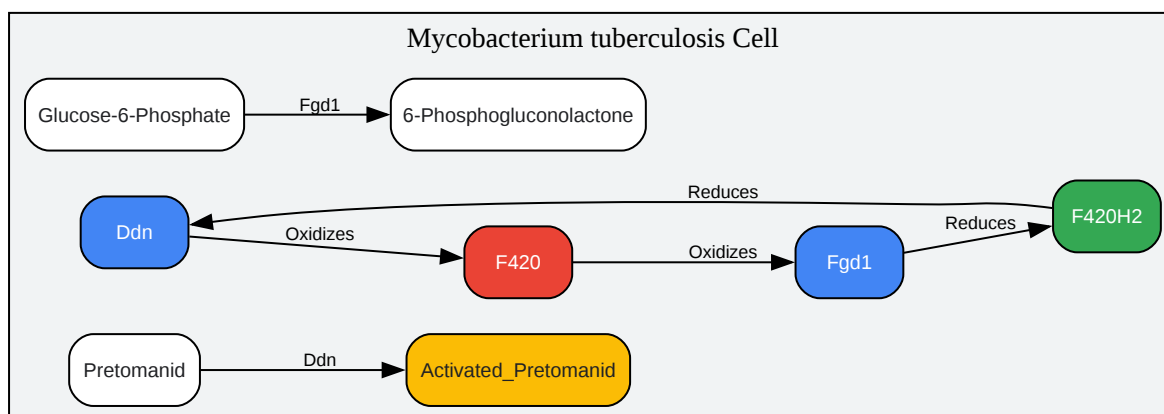 Mycobacterium tuberculosis Cell
Glucose-6-Phosphate
Fgd1
6-Phosphogluconolactone
Reduces
F420H2
Ddn
Oxidizes
F420
Oxidizes
Fgd1
Reduces
Pretomanid
Ddn
Activated_Pretomanid